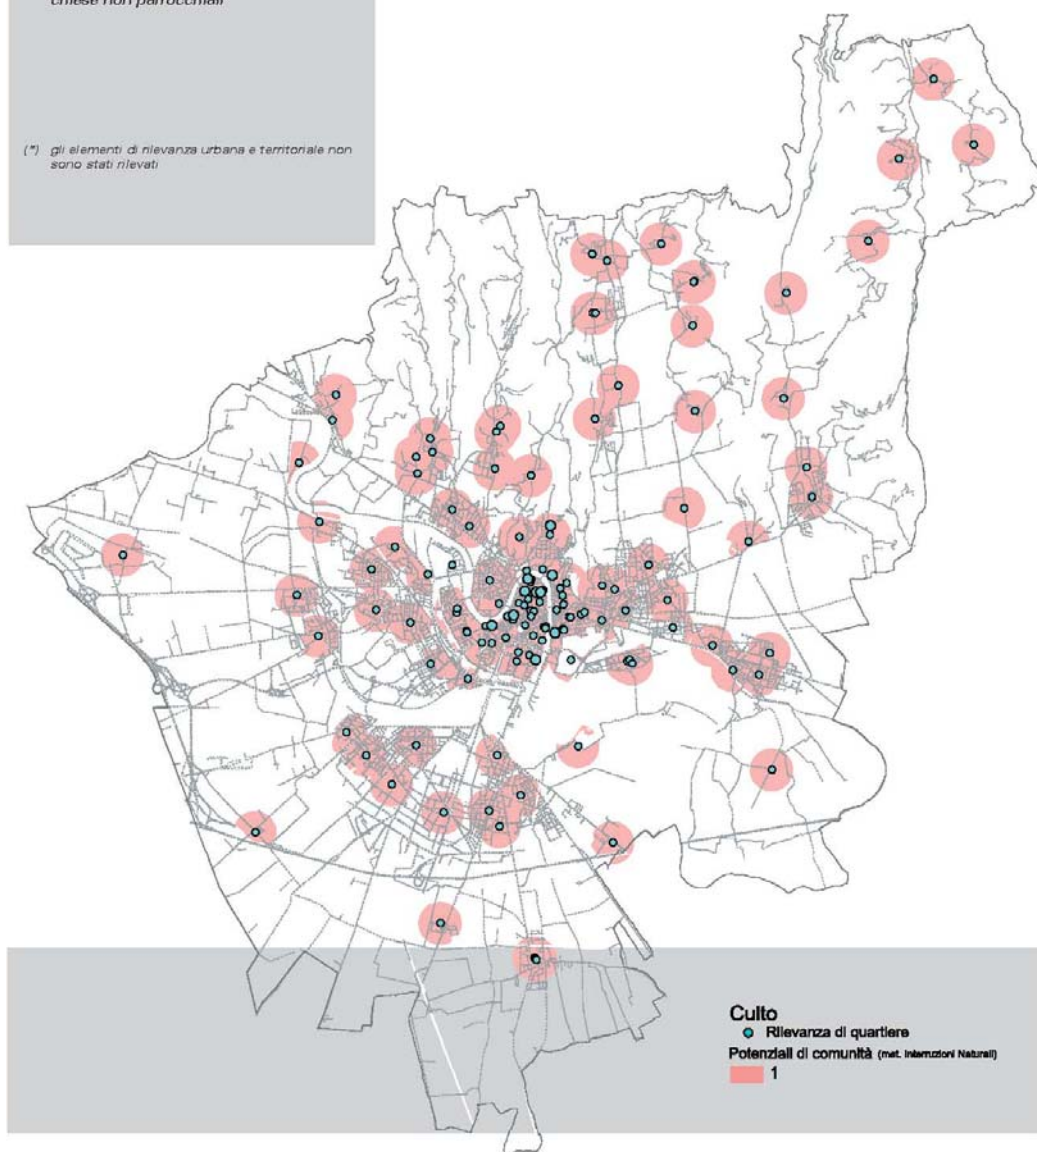 chiese non parrocchiali
(*) gli elementi di rilevanza urbana e territoriale non
sono stati rilevati
Culto
Rilevanza di quartiere
Potenziali di comunità (met. Interruzioni Naturali)
1